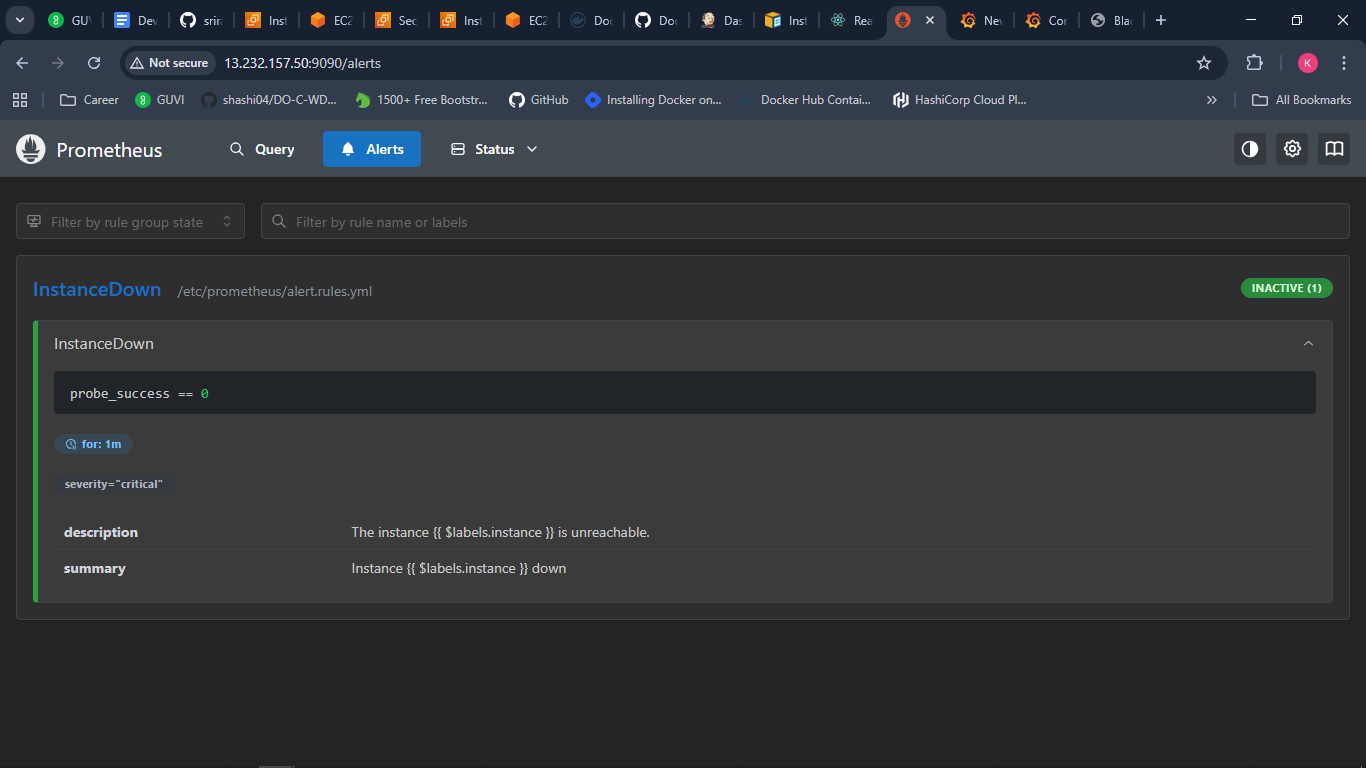 GUV Dev srira Inst EC2 Sec Inst EC2 Doc Doc Das Inst Rea Nev Cor Bla
Not secure 13.232.157.50:9090/alerts K
Career GUVI shashi04/DO-C-WD... 1500+ Free Bootstr... GitHub Installing Docker on... Docker Hub Contai... HashiCorp Cloud Pl... » All Bookmarks
Prometheus Query Alerts Status
Filter by rule group state Filter by rule name or labels
InstanceDown /etc/prometheus/alert.rules.yml INACTIVE (1)
InstanceDown
probe_success == 0
for: 1m
severity="critical"
description The instance {{ $labels.instance }} is unreachable.
summary Instance {{ $labels.instance }} down